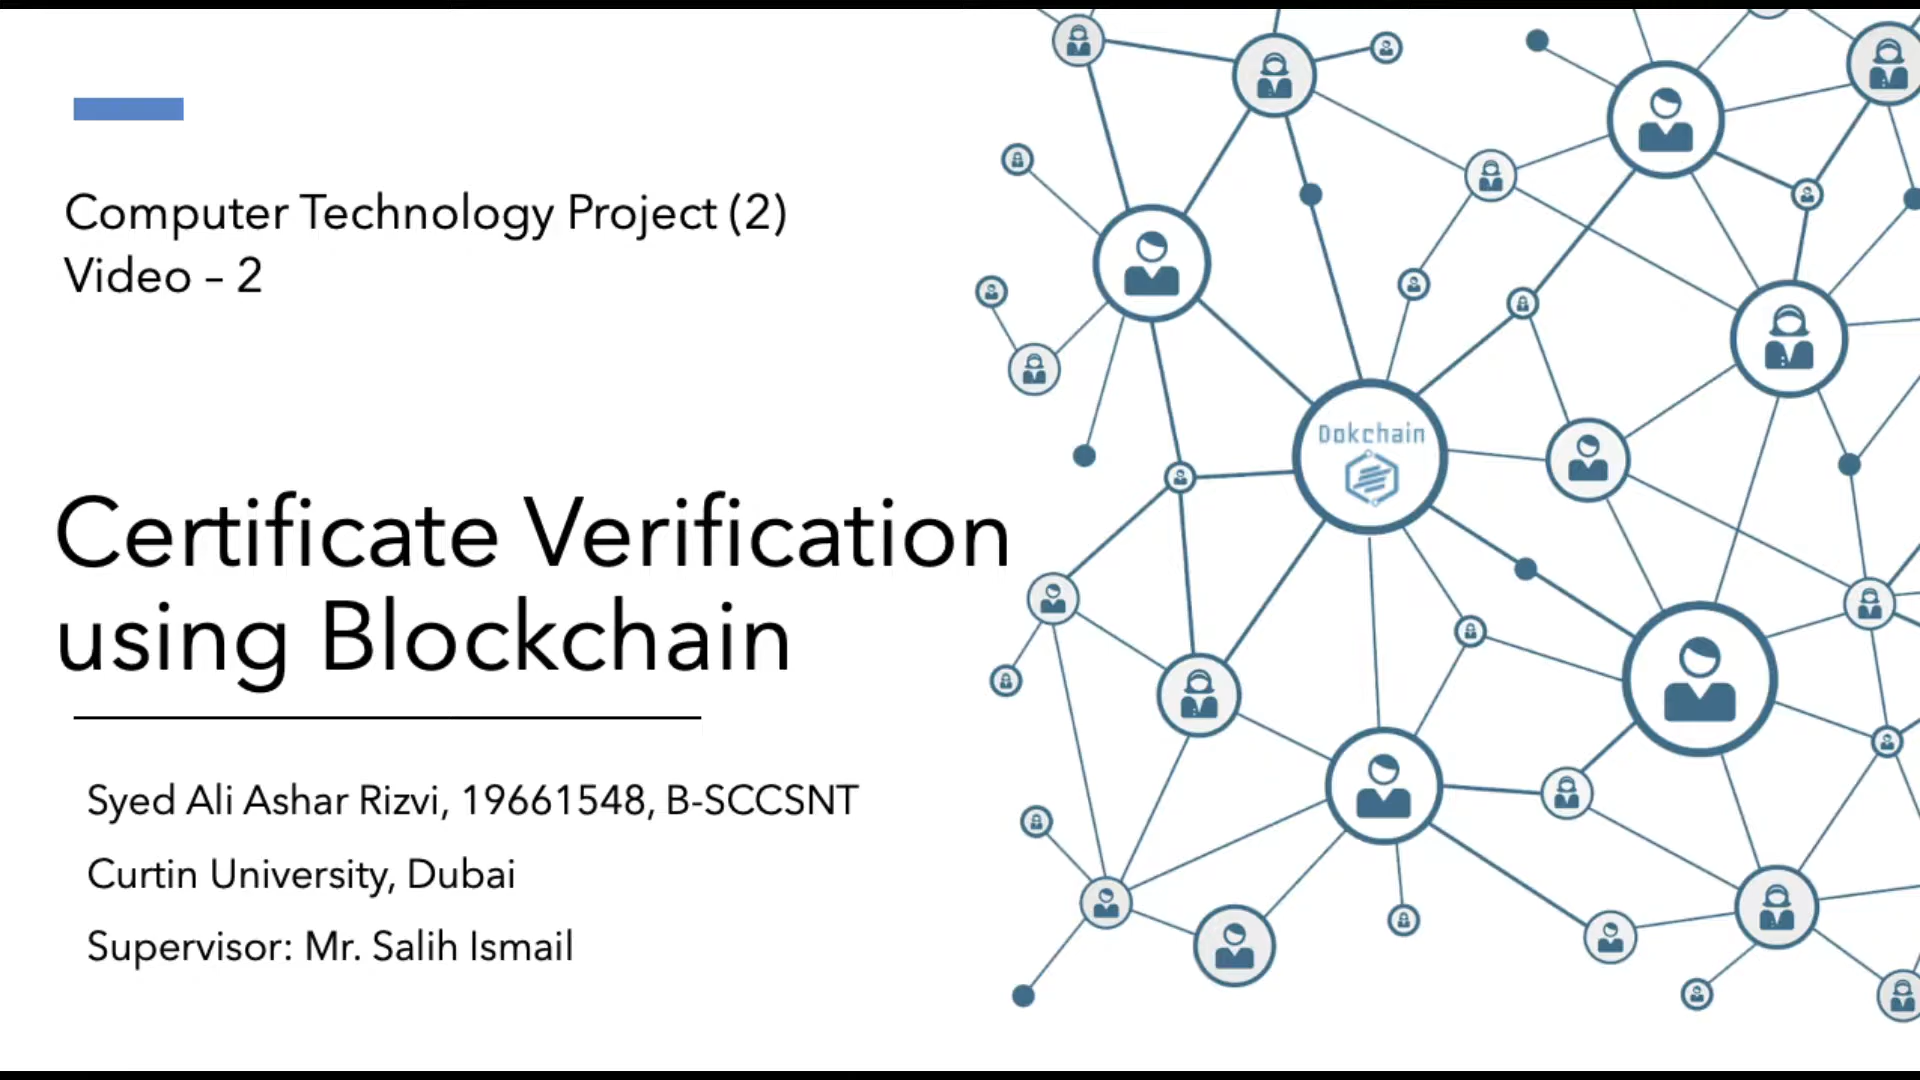 Computer Technology Project (2)
Video – 2
Certificate Verification
using Blockchain
Syed Ali Ashar Rizvi, 19661548, B-SCCSNT
Curtin University, Dubai
Supervisor: Mr. Salih Ismail
Dokchain